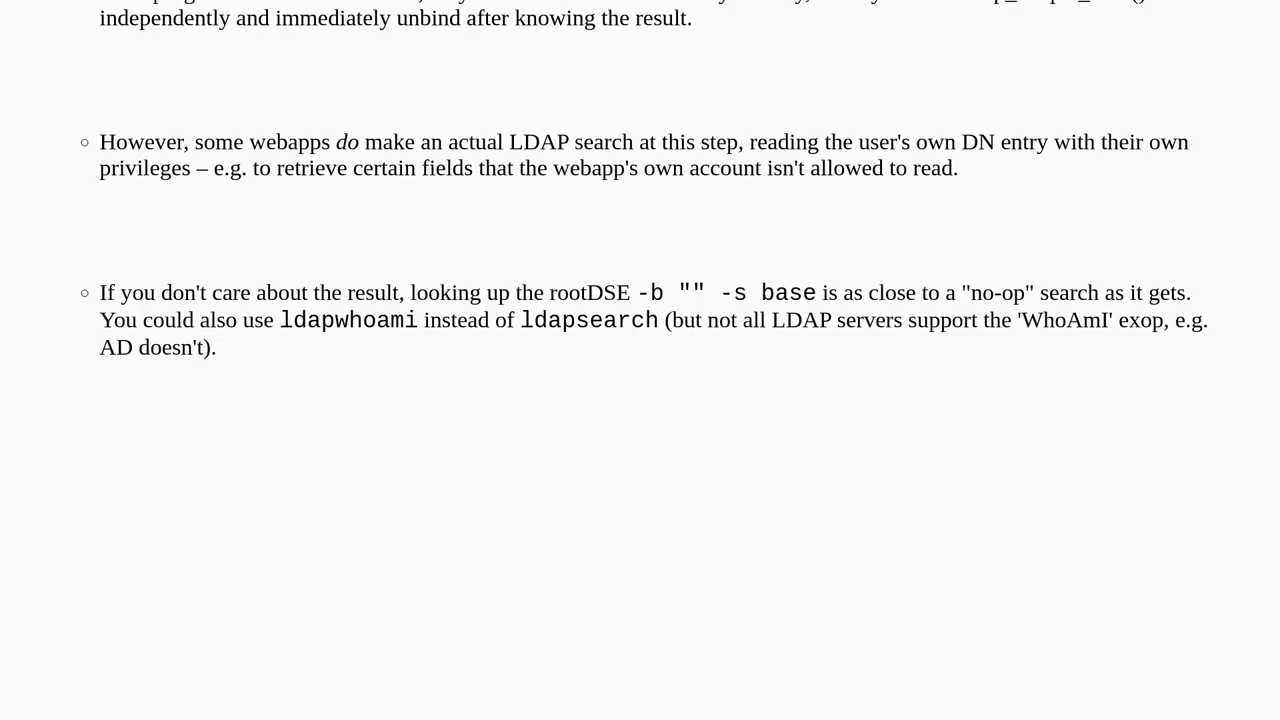 independently and immediately unbind after knowing the result.
However, some webapps do make an actual LDAP search at this step, reading the user's own DN entry with their own
privileges – e.g. to retrieve certain fields that the webapp's own account isn't allowed to read.
If you don't care about the result, looking up the rootDSE -b "" -s base is as close to a "no-op" search as it gets.
You could also use ldapwhoami instead of ldapsearch (but not all LDAP servers support the 'WhoAmI' exop, e.g.
AD doesn't).